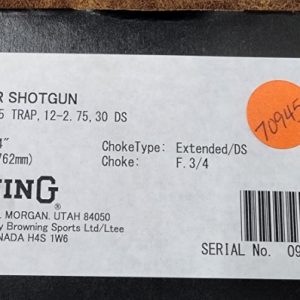 R SHOTGUN
5 TRAP, 12-2. 75, 30 DS
4"
762mm)
ChokeType: Extended/DS
Choke: F. 3/4
NING®
MORGAN. UTAH 84050
y Browning Sports Ltd/Ltee
NADA H4S 1W6
SERIAL No. 09
70945